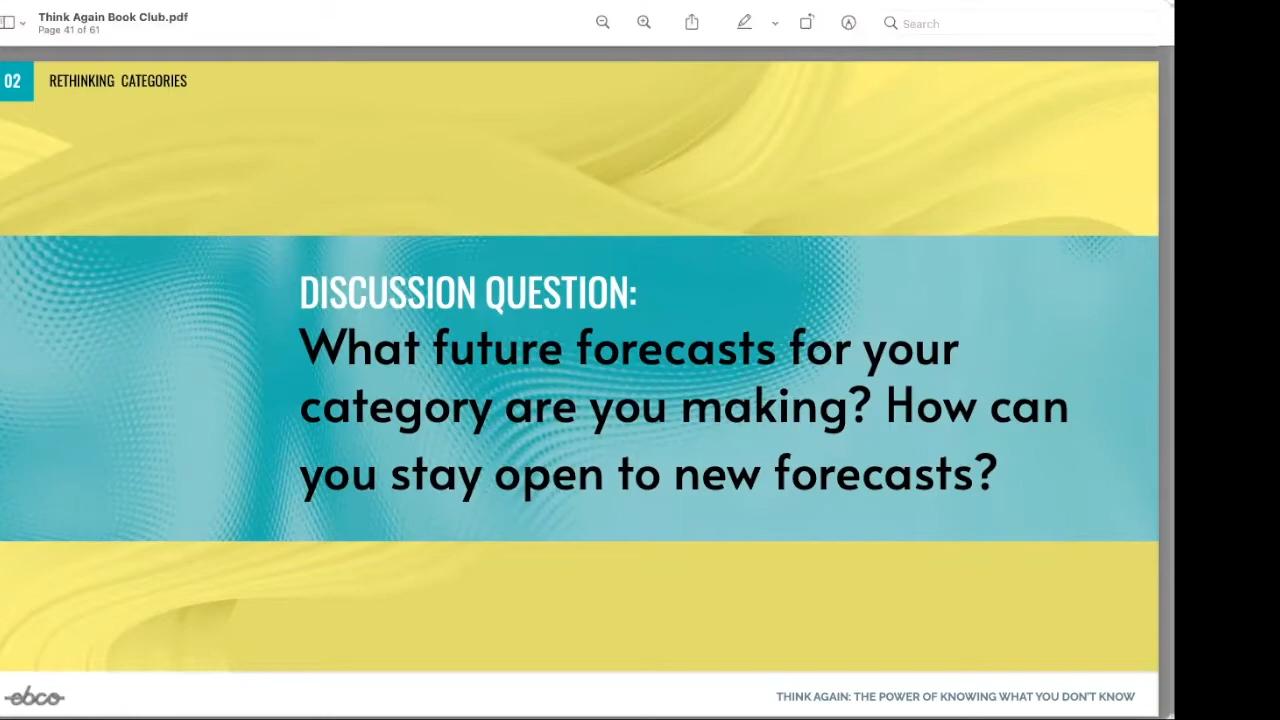 Think Again Book Club.pdf
Page 41 of 61
Search
02 RETHINKING CATEGORIES
DISCUSSION QUESTION:
What future forecasts for your
category are you making? How can
you stay open to new forecasts?
ebco
THINK AGAIN: THE POWER OF KNOWING WHAT YOU DON'T KNOW